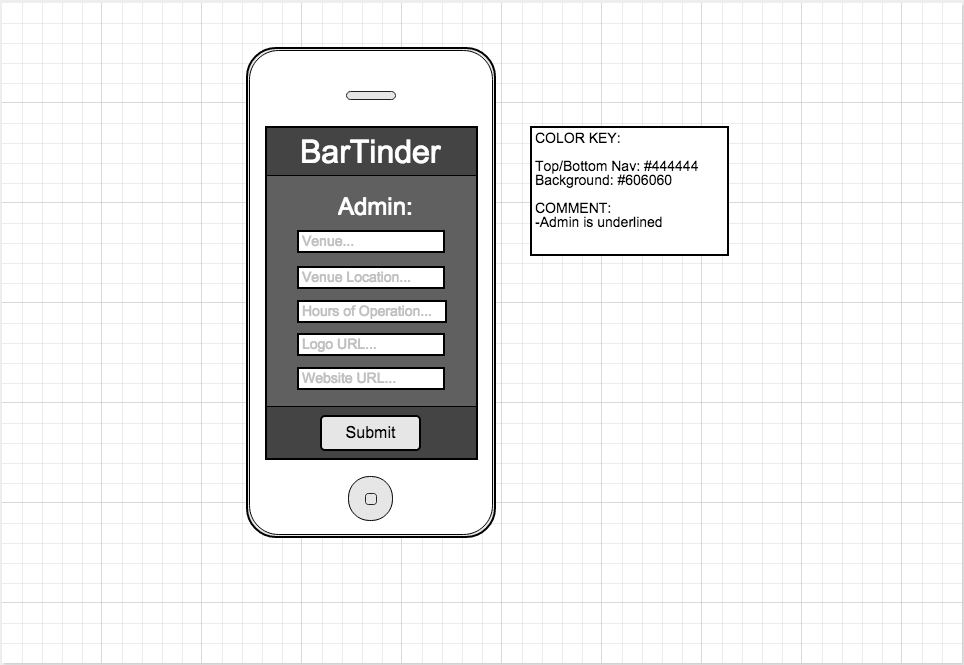 BarTinder
Admin:
Venue...
Venue Location...
Hours of Operation...
Logo URL...
Website URL...
Submit
COLOR KEY:
Top/Bottom Nav: #444444
Background: #606060
COMMENT:
-Admin is underlined